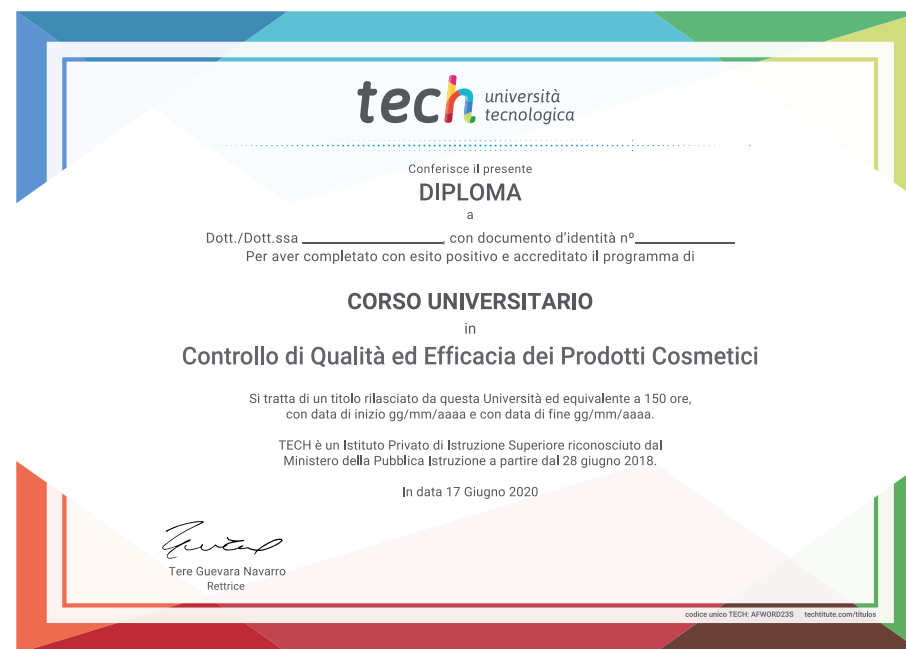 tech università
tecnologica
Conferisce il presente
DIPLOMA
a
Dott./Dott.ssa ____________________, con documento d'identità nº______________
Per aver completato con esito positivo e accreditato il programma di
CORSO UNIVERSITARIO
in
Controllo di Qualità ed Efficacia dei Prodotti Cosmetici
Si tratta di un titolo rilasciato da questa Università ed equivalente a 150 ore,
con data di inizio gg/mm/aaaa e con data di fine gg/mm/aaaa.
TECH è un Istituto Privato di Istruzione Superiore riconosciuto dal
Ministero della Pubblica Istruzione a partire dal 28 giugno 2018.
In data 17 Giugno 2020
Tere Guevara Navarro
Rettrice
codice unico TECH: AFWORD23S techtitute.com/titulos